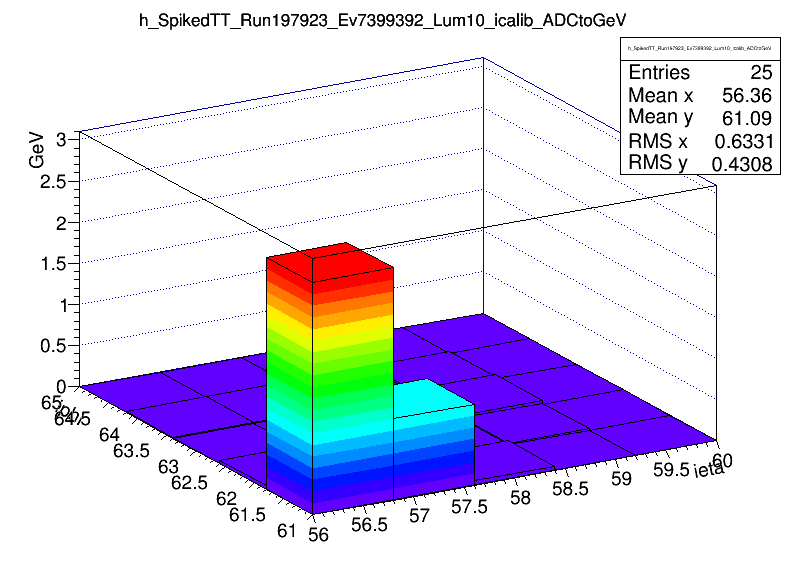 h_SpikedTT_Run197923_Ev7399392_Lum10_icalib_ADCtoGeV
h_SpikedTT_Run197923_Ev7399392_Lum10_icalib_ADCtoGeV
Entries 25
Mean x 56.36
Mean y 61.09
RMS x 0.6331
RMS y 0.4308
GeV
3
2.5
2
1.5
1
0.5
0
65
64.5
64
63.5
63
62.5
62
61.5
61
56
56.5
57
57.5
58
58.5
59
59.5
60
ieta